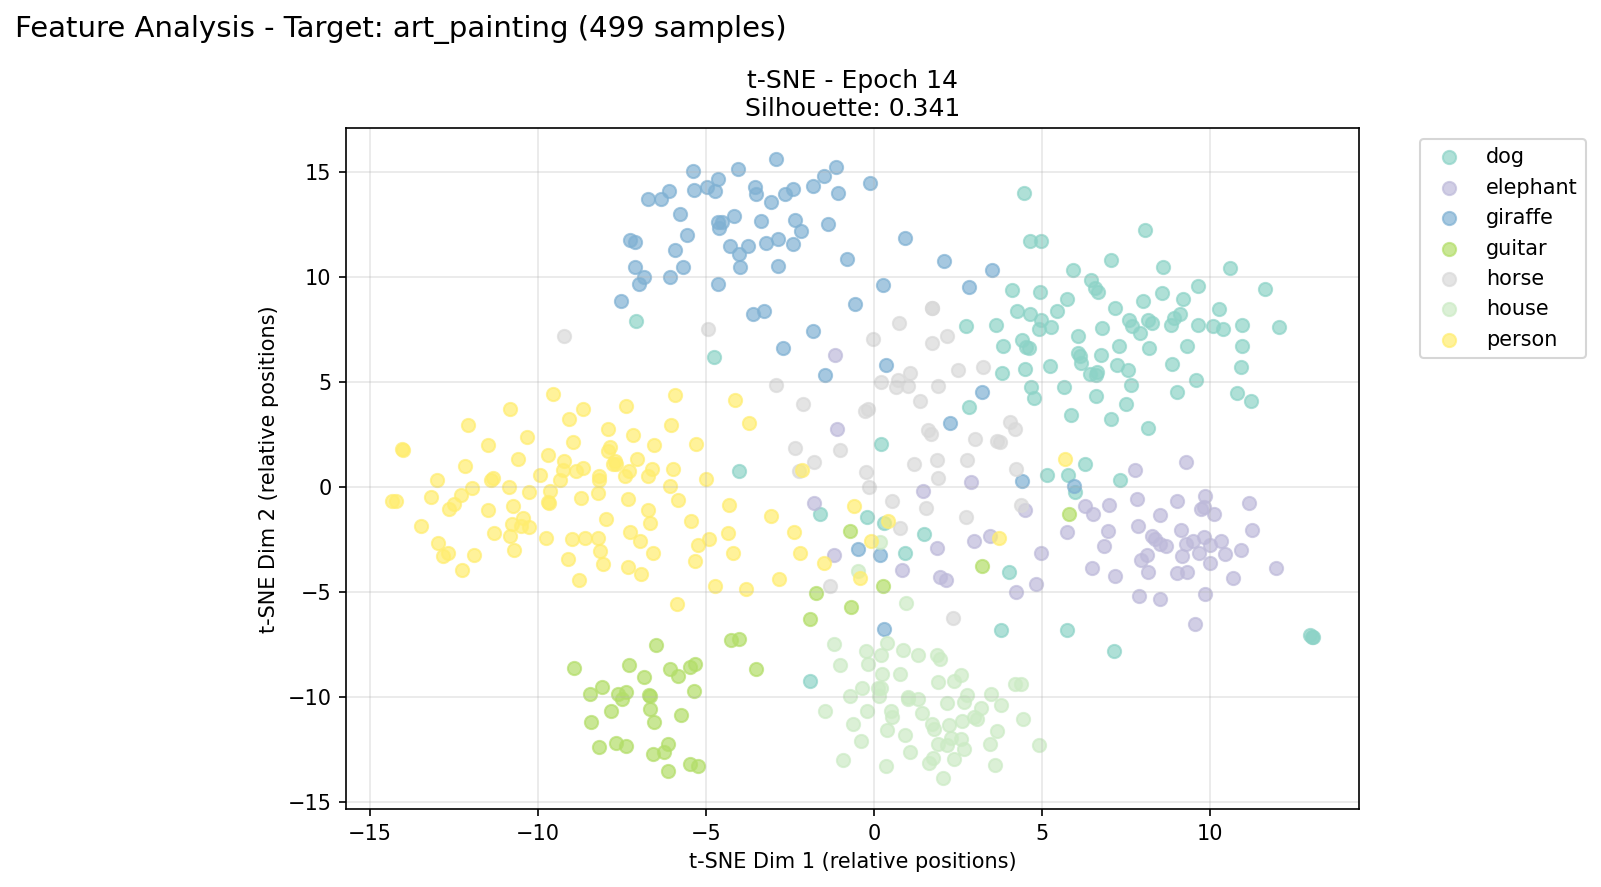 Feature Analysis - Target: art_painting (499 samples)
t-SNE - Epoch 14
Silhouette: 0.341
dog
elephant
giraffe
guitar
horse
house
person
t-SNE Dim 2 (relative positions)
15
10
5
0
−5
−10
−15
−15
−10
−5
0
5
10
t-SNE Dim 1 (relative positions)